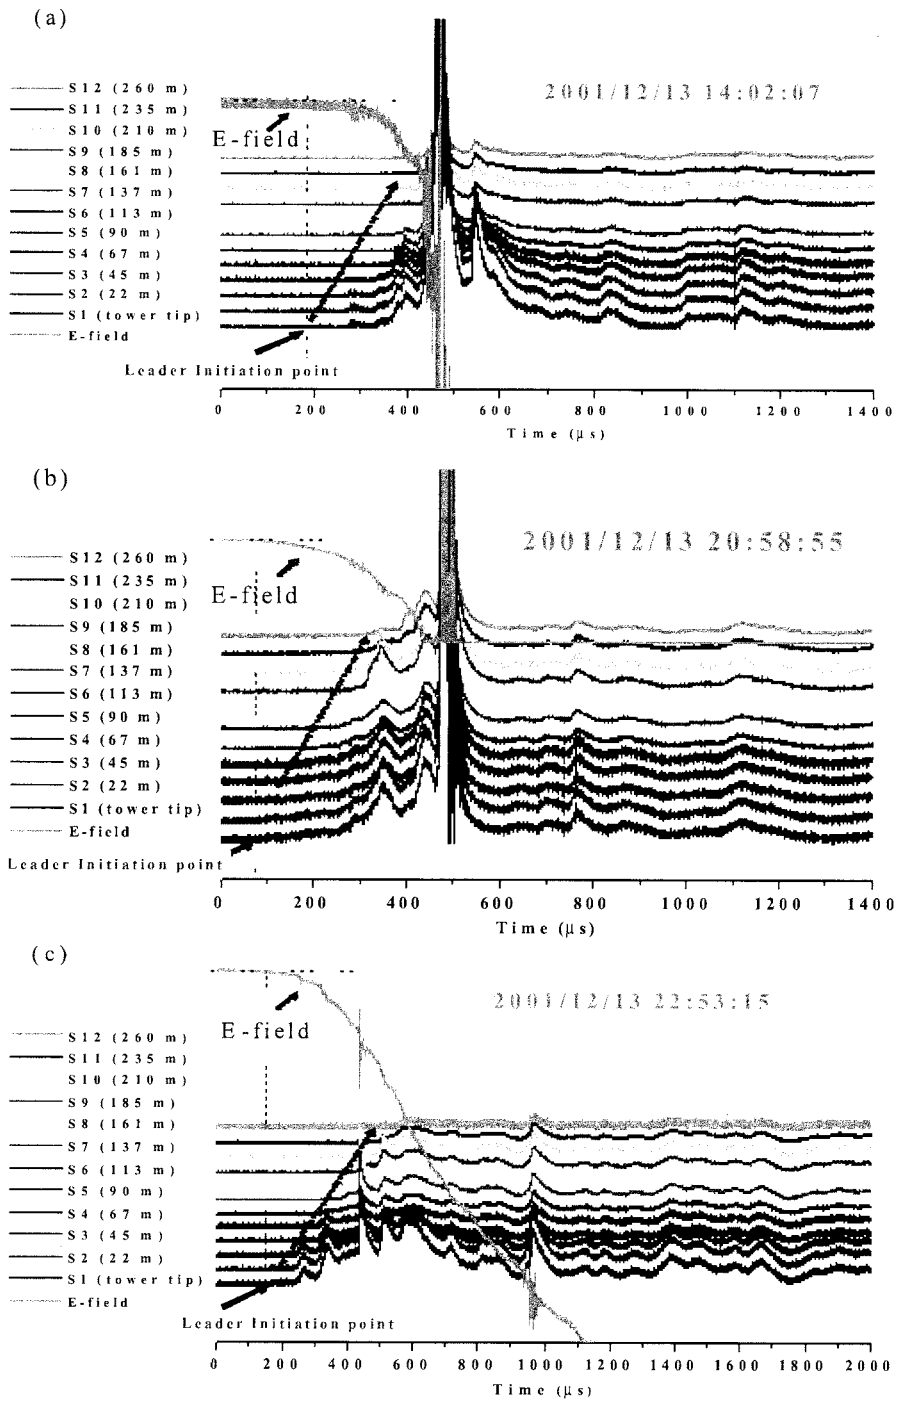 (a)
2001/12/13 14:02:07
S12 (260 m)
S11 (235 m)
S10 (210 m)
S9 (185 m)
S8 (161 m)
S7 (137 m)
S6 (113 m)
S5 (90 m)
S4 (67 m)
S3 (45 m)
S2 (22 m)
S1 (tower tip)
E-field
E-field
Leader Initiation point
0 200 400 600 800 1000 1200 1400
Time (μs)
(b)
2001/12/13 20:58:55
S12 (260 m)
S11 (235 m)
S10 (210 m)
S9 (185 m)
S8 (161 m)
S7 (137 m)
S6 (113 m)
S5 (90 m)
S4 (67 m)
S3 (45 m)
S2 (22 m)
S1 (tower tip)
E-field
E-field
Leader Initiation point
0 200 400 600 800 1000 1200 1400
Time (μs)
(c)
2001/12/13 22:53:15
E-field
S12 (260 m)
S11 (235 m)
S10 (210 m)
S9 (185 m)
S8 (161 m)
S7 (137 m)
S6 (113 m)
S5 (90 m)
S4 (67 m)
S3 (45 m)
S2 (22 m)
S1 (tower tip)
E-field
Leader Initiation point
0 200 400 600 800 1000 1200 1400 1600 1800 2000
Time (μs)